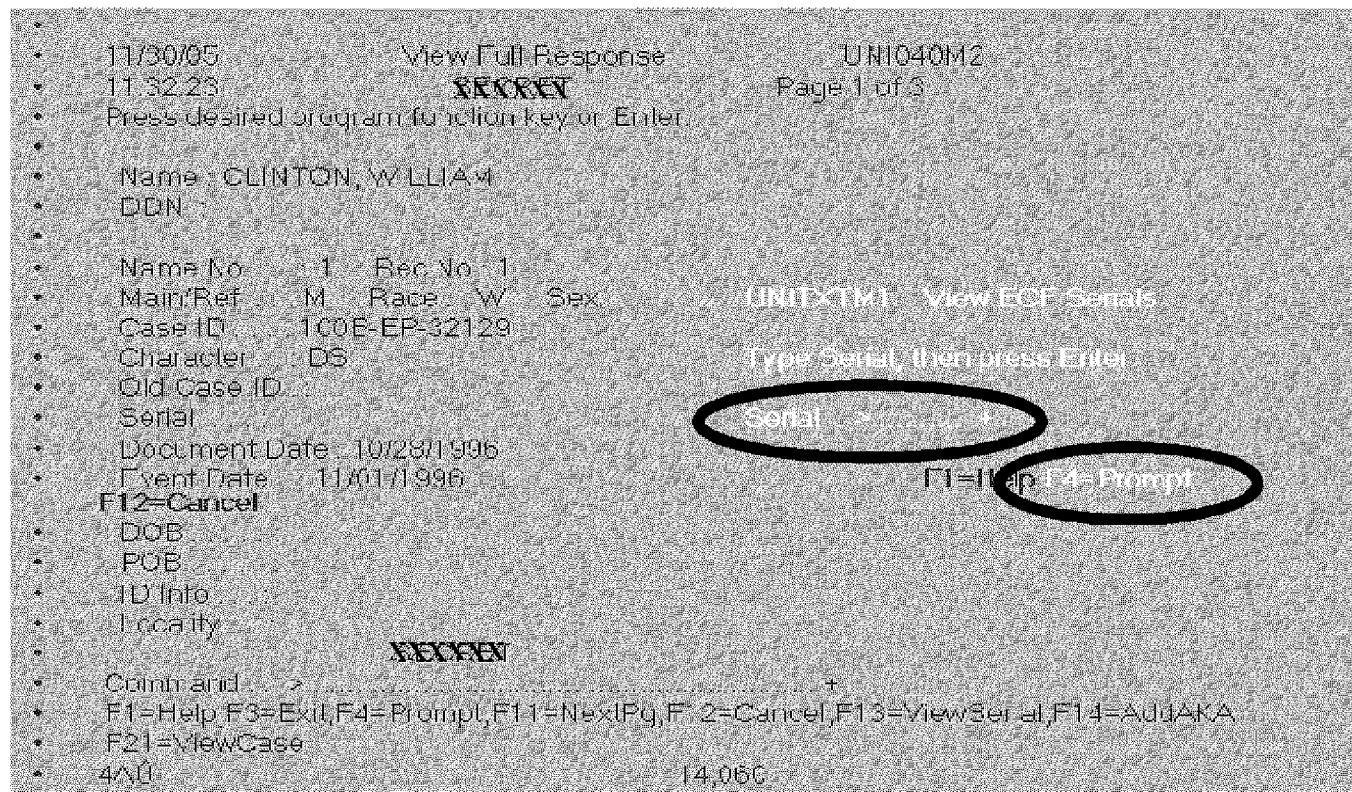 11/30/05 View Full Response UNI040M2
11.32.23 XXXXXX Page 1 of 3
Press desired program function key or Enter.
Name : CLINTON, WILLIAM
DDN :
Name No . . . : 1 Rec No : 1
Main/Ref . . : M Race . : W Sex:
UNITXTM1 View ECF Serials
Case ID . . . : 100E-EP-32129
Character . . : DS
Type Serial, then press Enter.
Old Case ID :
Serial . . . :
Serial . . > . . . . . . . . +
Document Date : 10/28/1996
Event Date . : 11/01/1996
F1=Help F4=Prompt
F12=Cancel
DOB . . .
POB . . .
ID Info . . .
Locality . . .
XXXXXX
Command . . . > . . . . . . . . . . . . . . . . . . . . . . . . . . +
F1=Help,F3=Exit,F4=Prompt,F11=NextPg,F12=Cancel,F13=ViewSerial,F14=AddAKA
F21=ViewCase
14,060